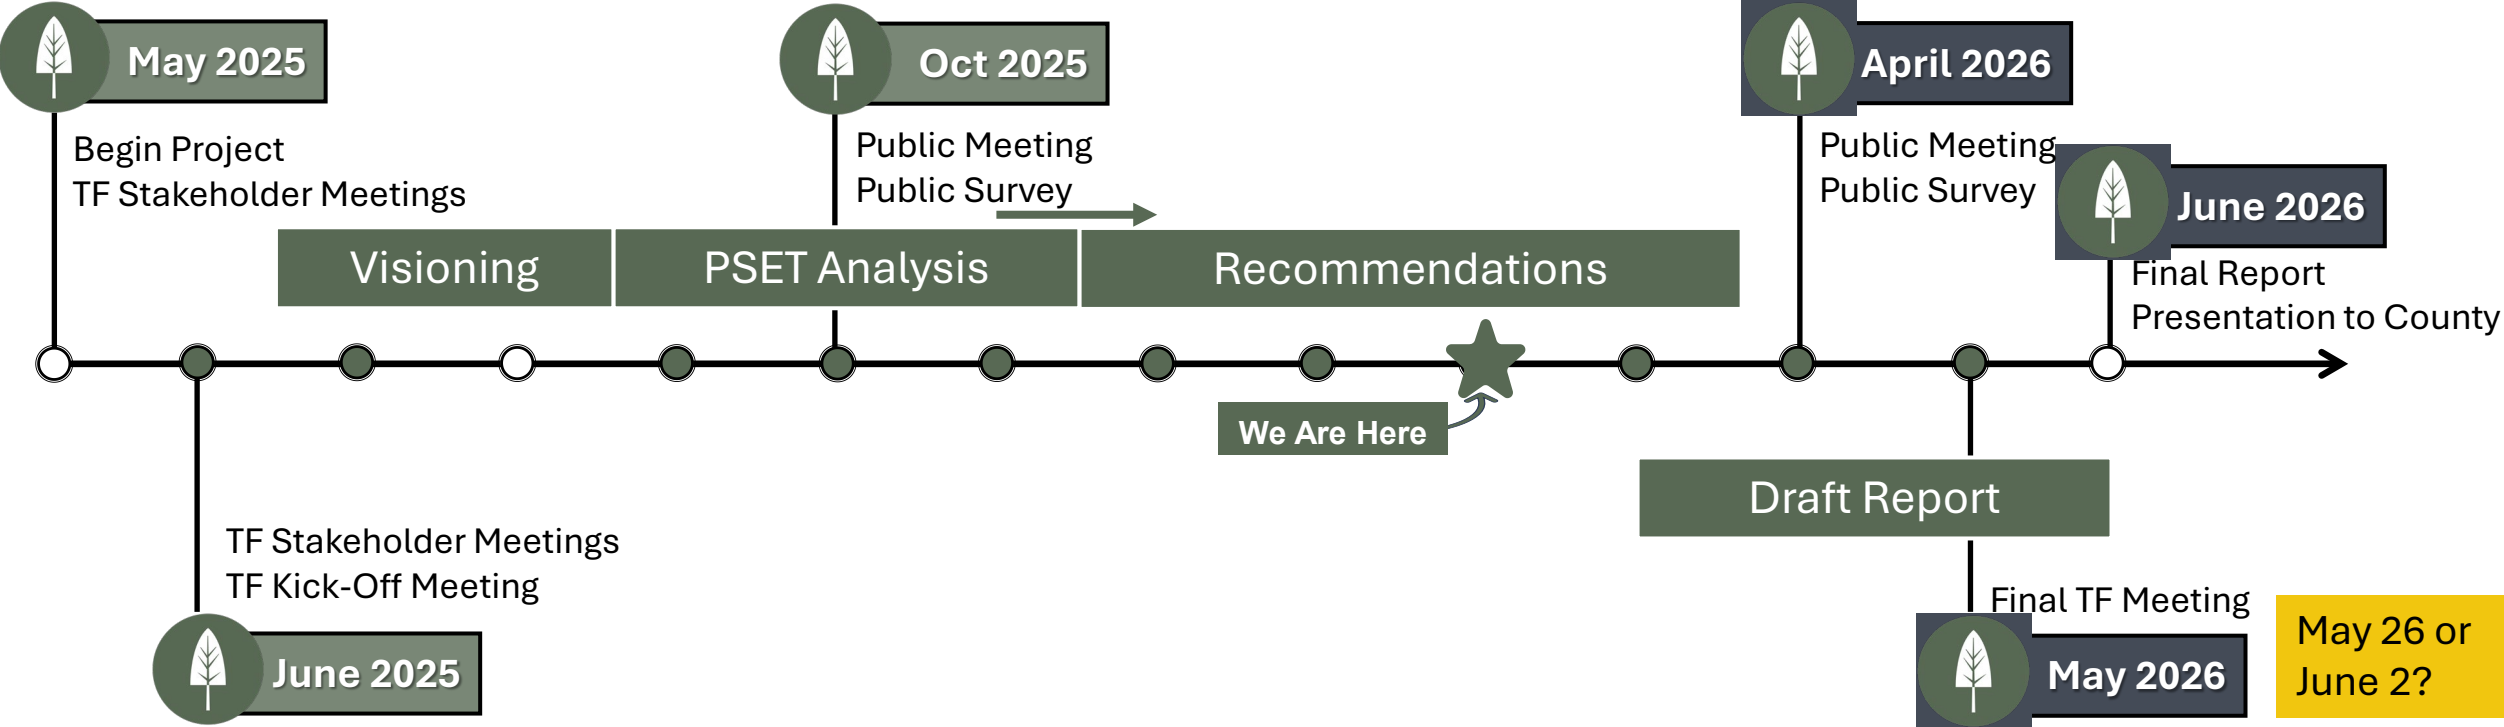 May 2025
Begin Project
TF Stakeholder Meetings
Oct 2025
Public Meeting
Public Survey
April 2026
Public Meeting
Public Survey
June 2026
Final Report
Presentation to County
Visioning
PSET Analysis
Recommendations
We Are Here
Draft Report
TF Stakeholder Meetings
TF Kick-Off Meeting
June 2025
Final TF Meeting
May 2026
May 26 or
June 2?